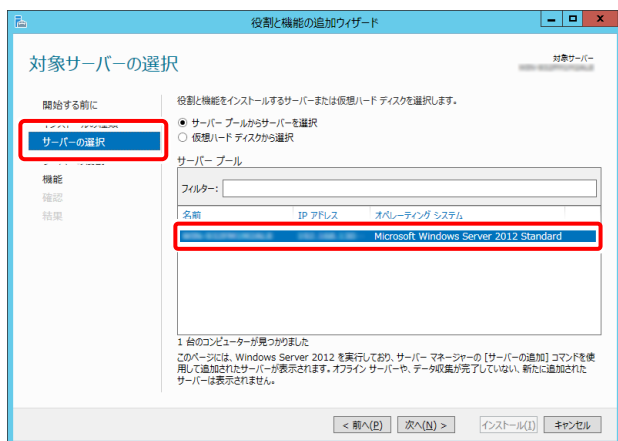 役割と機能の追加ウィザード
対象サーバーの選択
対象サーバー
開始する前に
サーバーの選択
機能
確認
結果
役割と機能をインストールするサーバーまたは仮想ハード ディスクを選択します。
サーバー プールからサーバーを選択
仮想ハード ディスクから選択
サーバー プール
フィルター:
名前 IP アドレス オペレーティング システム
Microsoft Windows Server 2012 Standard
1 台のコンピューターが見つかりました
このページには、Windows Server 2012 を実行しており、サーバー マネージャーの [サーバーの追加] コマンドを使
用して追加されたサーバーが表示されます。オフライン サーバーや、データ収集が完了していない、新たに追加された
サーバーは表示されません。
< 前へ(P) 次へ(N) > インストール(I) キャンセル